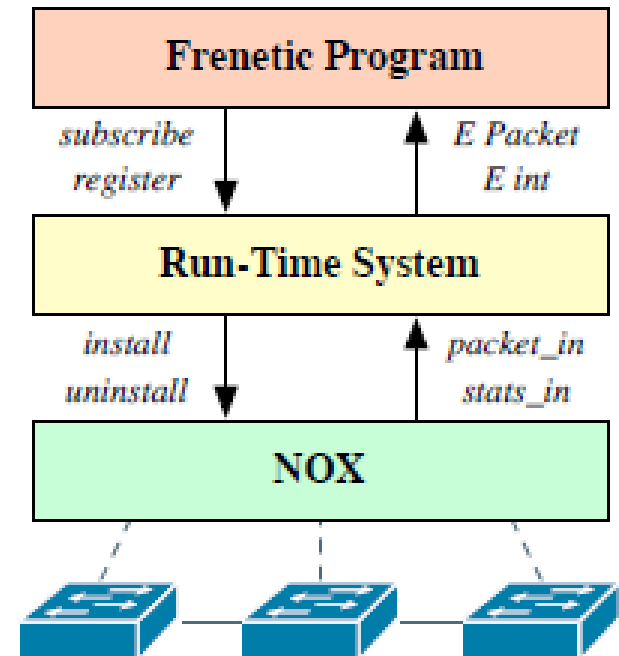 Frenetic Program
subscribe
register
E Packet
E int
Run-Time System
install
uninstall
packet_in
stats_in
NOX